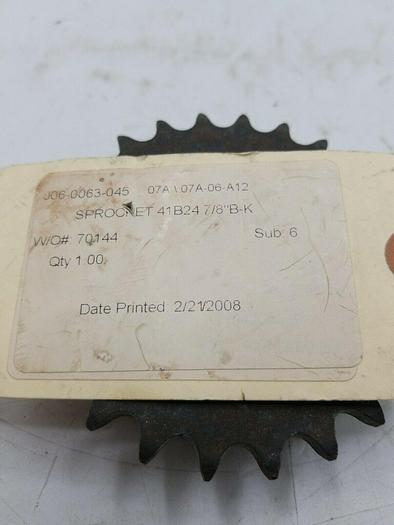 J06-0063-045 07A \ 07A-06-A12
SPROCKET 41B24 7/8"B-K
W/O#: 70144 Sub: 6
Qty 1.00
Date Printed 2/21/2008